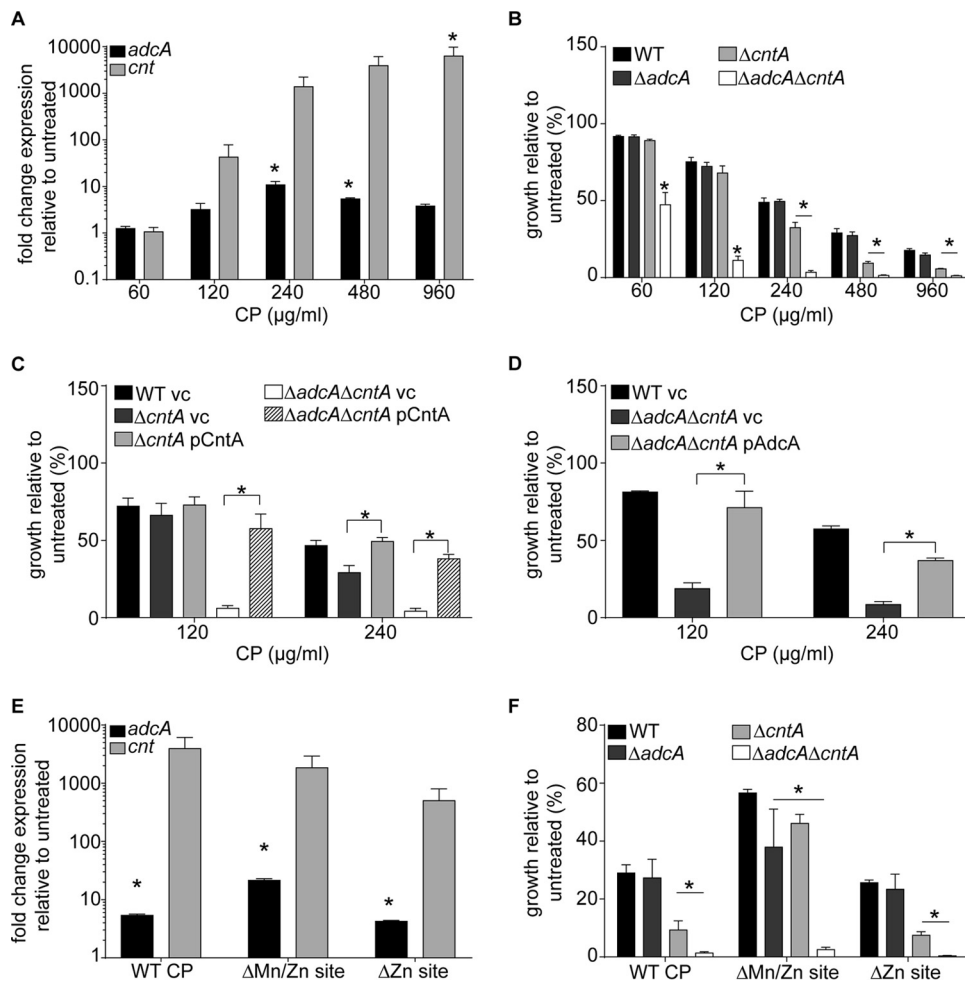 A
adcA
cnt
fold change expression
relative to untreated
10000
1000
100
10
1
0.1
*
*
*
60 120 240 480 960
CP (µg/ml)
B
WT
ΔadcA
ΔcntA
ΔadcAΔcntA
growth relative to
untreated (%)
150
100
50
0
*
*
*
*
*
60 120 240 480 960
CP (µg/ml)
C
WT vc
ΔcntA vc
ΔcntA pCntA
ΔadcAΔcntA vc
ΔadcAΔcntA pCntA
growth relative to
untreated (%)
150
100
50
0
*
*
*
120 240
CP (µg/ml)
D
WT vc
ΔadcAΔcntA vc
ΔadcAΔcntA pAdcA
growth relative to
untreated (%)
150
100
50
0
*
*
120 240
CP (µg/ml)
E
adcA
cnt
fold change expression
relative to untreated
10000
1000
100
10
1
*
*
*
WT CP ΔMn/Zn site ΔZn site
F
WT
ΔadcA
ΔcntA
ΔadcAΔcntA
growth relative to
untreated (%)
80
60
40
20
0
*
*
*
WT CP ΔMn/Zn site ΔZn site